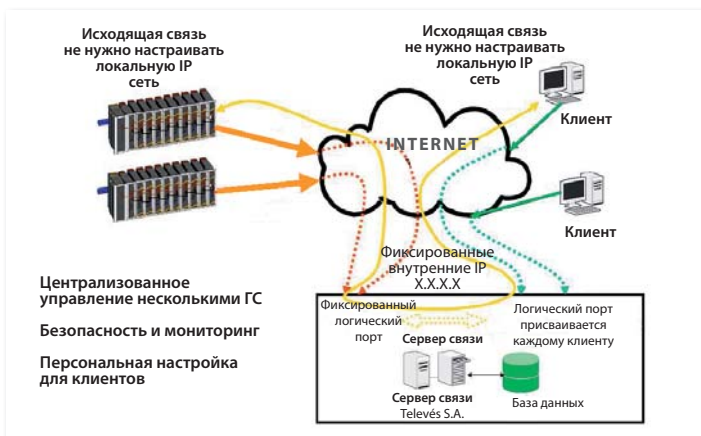 Исходящая связь
не нужно настраивать
локальную IP
сеть
Исходящая связь
не нужно настраивать
локальную IP
сеть
Клиент
INTERNET
Клиент
Фиксированные
внутренние IP
X.X.X.X
Централизованное
управление несколькими ГС
Безопасность и мониторинг
Персональная настройка
для клиентов
Фиксированный
логический
порт
Логический порт
присваивается
каждому клиенту
Сервер связи
Сервер связи
Televés S.A.
База данных